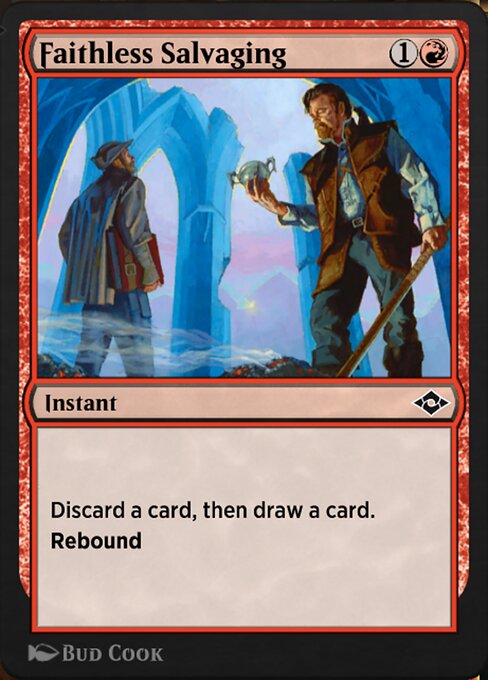 Faithless Salvaging 1
Instant
Discard a card, then draw a card.
Rebound
Bud Cook